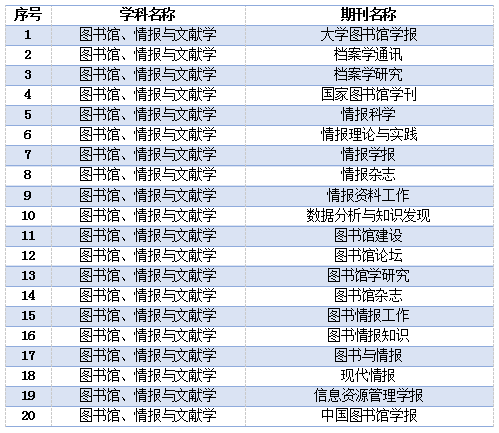 序号 学科名称 期刊名称
1 图书馆、情报与文献学 大学图书馆学报
2 图书馆、情报与文献学 档案学通讯
3 图书馆、情报与文献学 档案学研究
4 图书馆、情报与文献学 国家图书馆学刊
5 图书馆、情报与文献学 情报科学
6 图书馆、情报与文献学 情报理论与实践
7 图书馆、情报与文献学 情报学报
8 图书馆、情报与文献学 情报杂志
9 图书馆、情报与文献学 情报资料工作
10 图书馆、情报与文献学 数据分析与知识发现
11 图书馆、情报与文献学 图书馆建设
12 图书馆、情报与文献学 图书馆论坛
13 图书馆、情报与文献学 图书馆学研究
14 图书馆、情报与文献学 图书馆杂志
15 图书馆、情报与文献学 图书情报工作
16 图书馆、情报与文献学 图书情报知识
17 图书馆、情报与文献学 图书与情报
18 图书馆、情报与文献学 现代情报
19 图书馆、情报与文献学 信息资源管理学报
20 图书馆、情报与文献学 中国图书馆学报